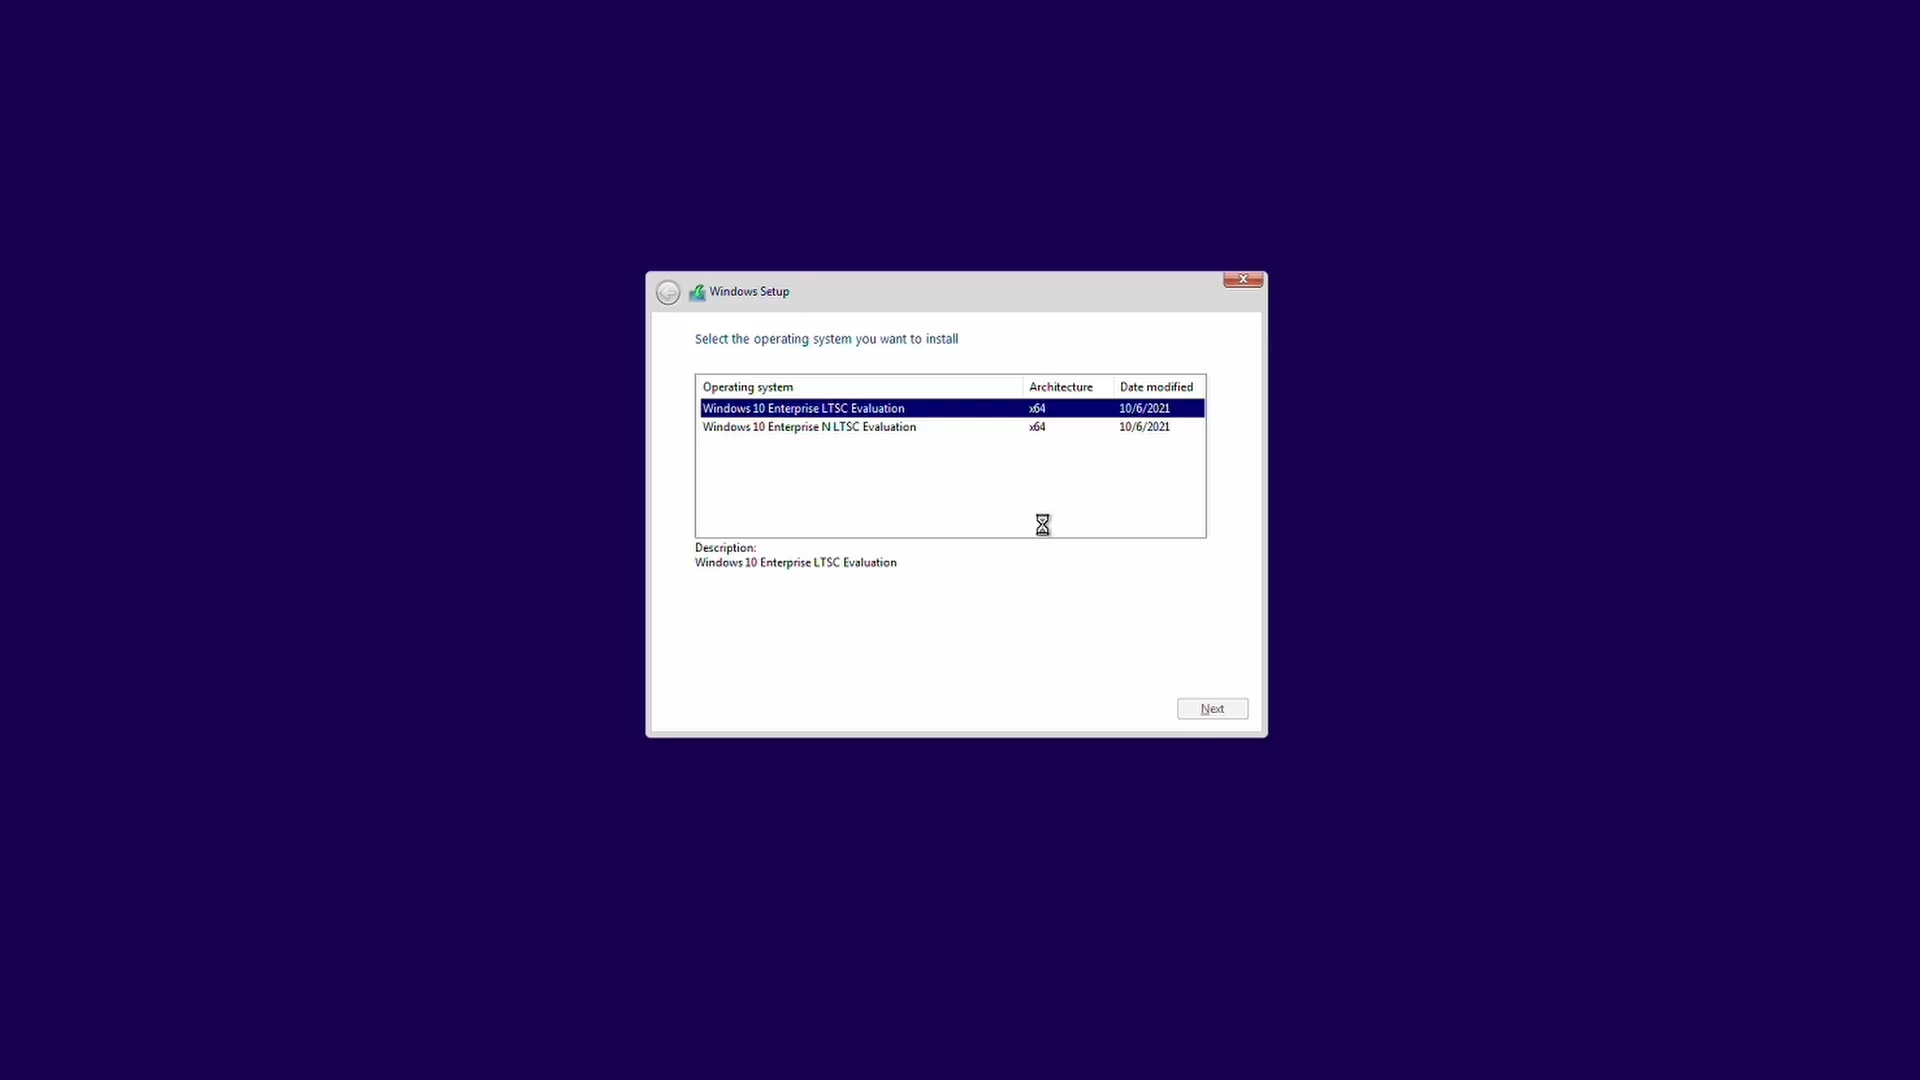 Windows Setup
Select the operating system you want to install
Operating system Architecture Date modified
Windows 10 Enterprise LTSC Evaluation x64 10/6/2021
Windows 10 Enterprise N LTSC Evaluation x64 10/6/2021
Description:
Windows 10 Enterprise LTSC Evaluation
Next